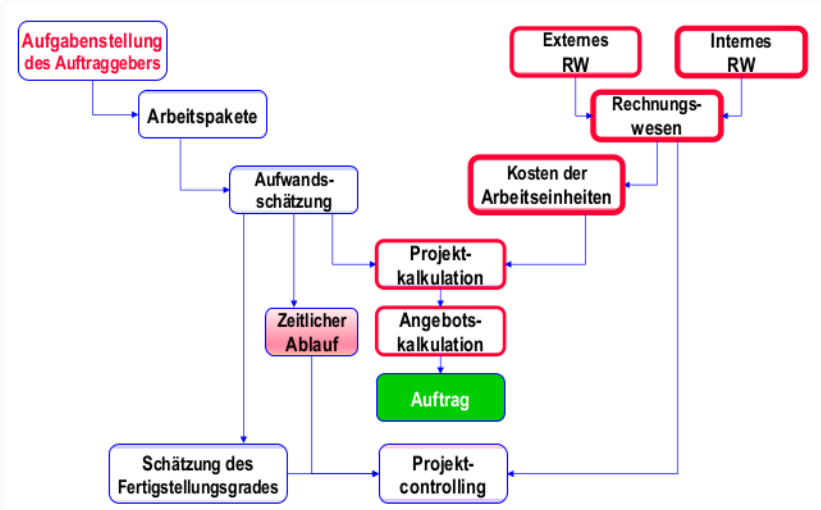 Aufgabenstellung
des Auftraggebers
Externes
RW
Internes
RW
Arbeitspakete
Rechnungs-
wesen
Aufwands-
schätzung
Kosten der
Arbeitseinheiten
Projekt-
kalkulation
Zeitlicher
Ablauf
Angebots-
kalkulation
Auftrag
Schätzung des
Fertigstellungsgrades
Projekt-
controlling